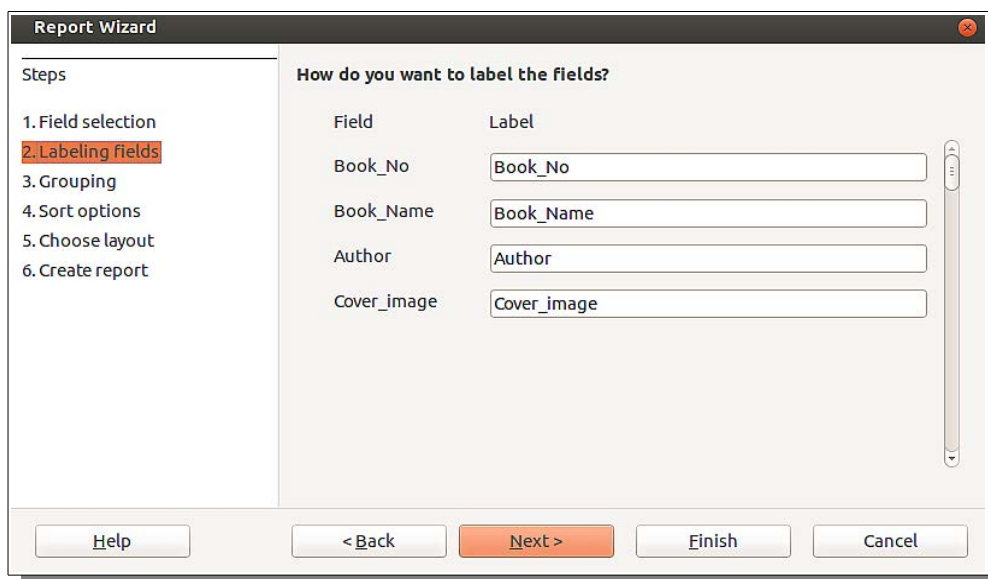 Report Wizard
Steps
1. Field selection
2. Labeling fields
3. Grouping
4. Sort options
5. Choose layout
6. Create report
How do you want to label the fields?
Field Label
Book_No Book_No
Book_Name Book_Name
Author Author
Cover_image Cover_image
Help < Back Next > Finish Cancel